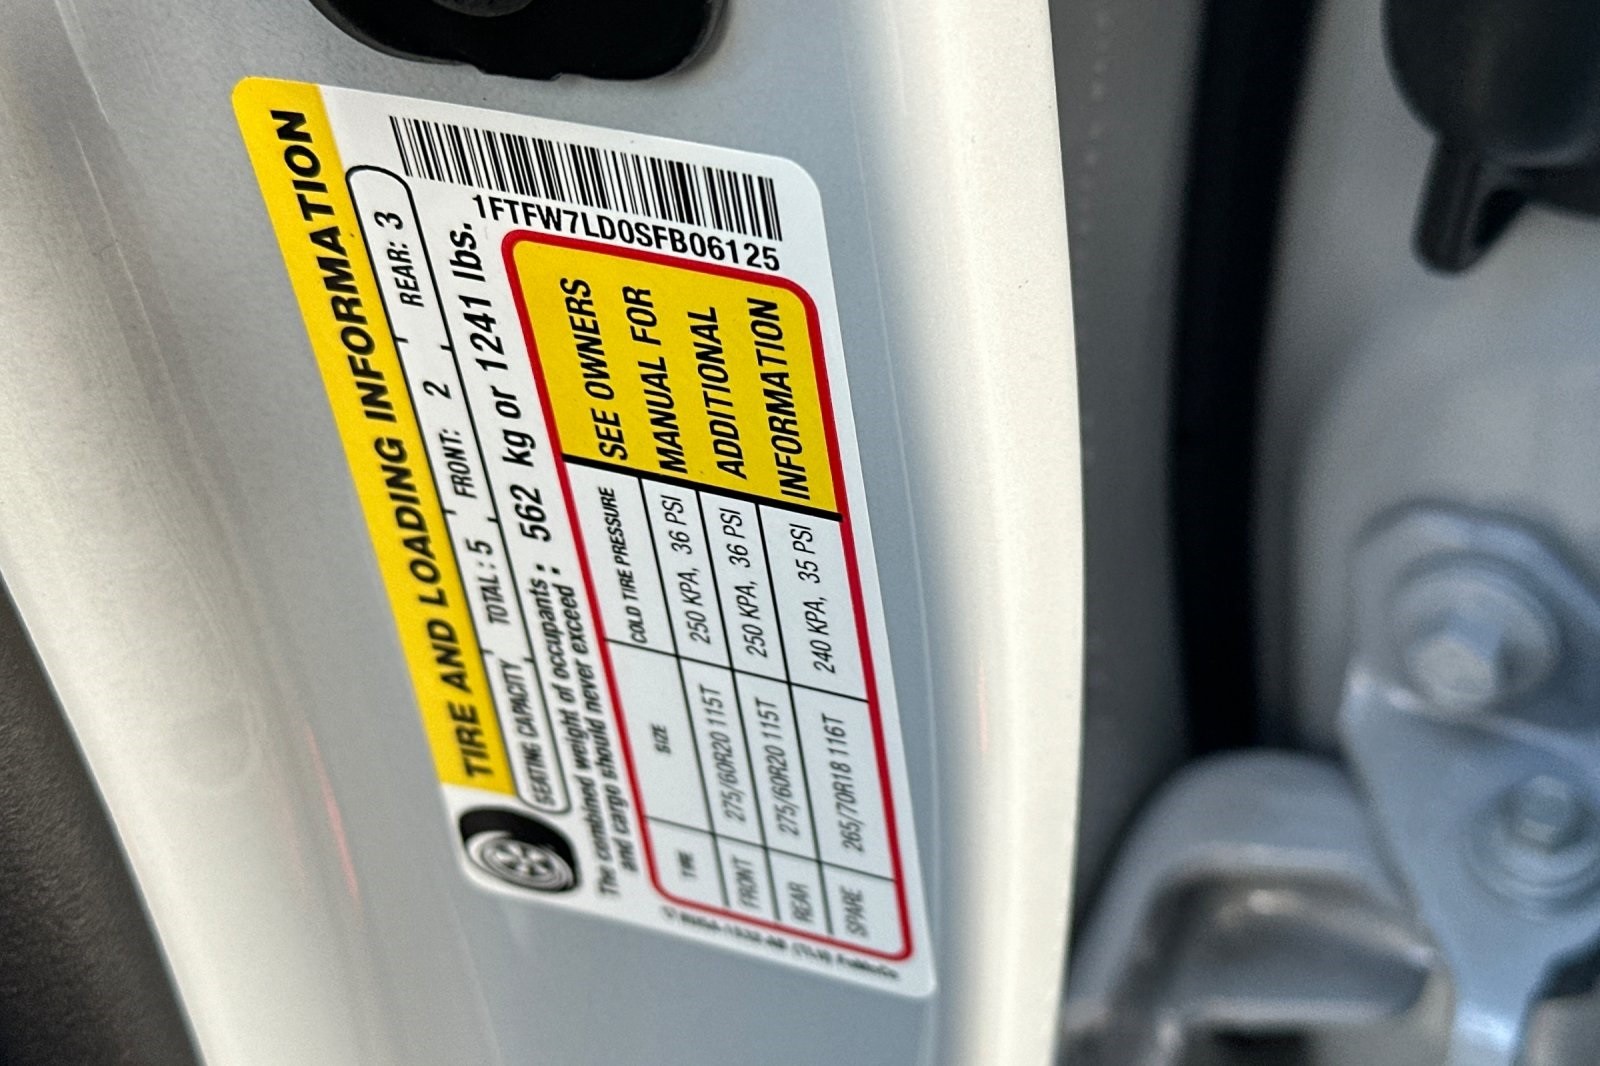 TIRE AND LOADING INFORMATION
SEATING CAPACITY TOTAL: 5 FRONT: 2 REAR: 3
The combined weight of occupants: 562 kg or 1241 lbs.
and cargo should never exceed:
1FTFW7LD0SFB06125
TIRE SIZE COLD TIRE PRESSURE
FRONT 275/60R20 115T 250 KPA, 36 PSI
REAR 275/60R20 115T 250 KPA, 36 PSI
SPARE 265/70R18 116T 240 KPA, 35 PSI
SEE OWNERS
MANUAL FOR
ADDITIONAL
INFORMATION